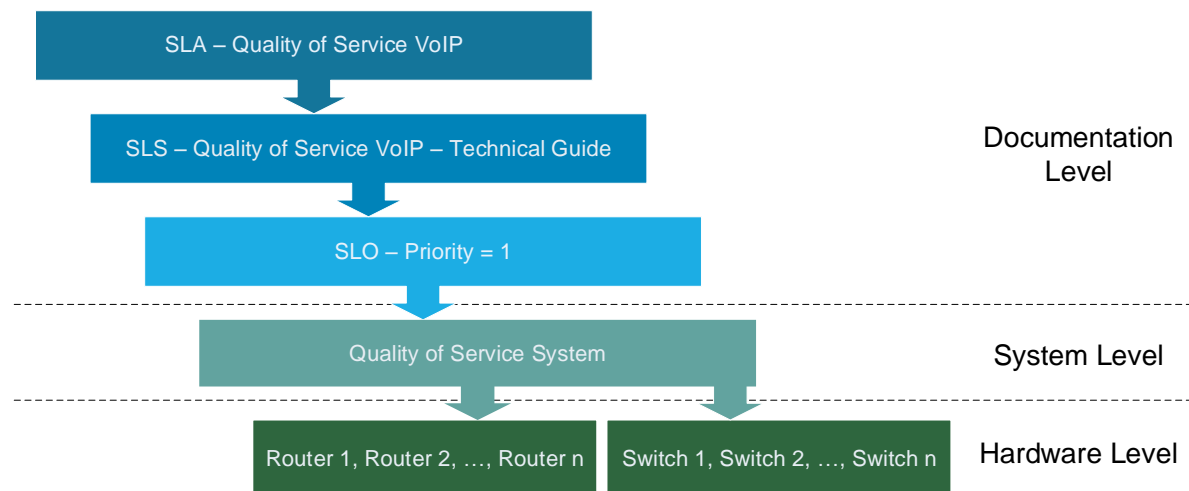 SLA – Quality of Service VoIP
SLS – Quality of Service VoIP – Technical Guide
Documentation
Level
SLO – Priority = 1
Quality of Service System
System Level
Router 1, Router 2, …, Router n
Switch 1, Switch 2, …, Switch n
Hardware Level